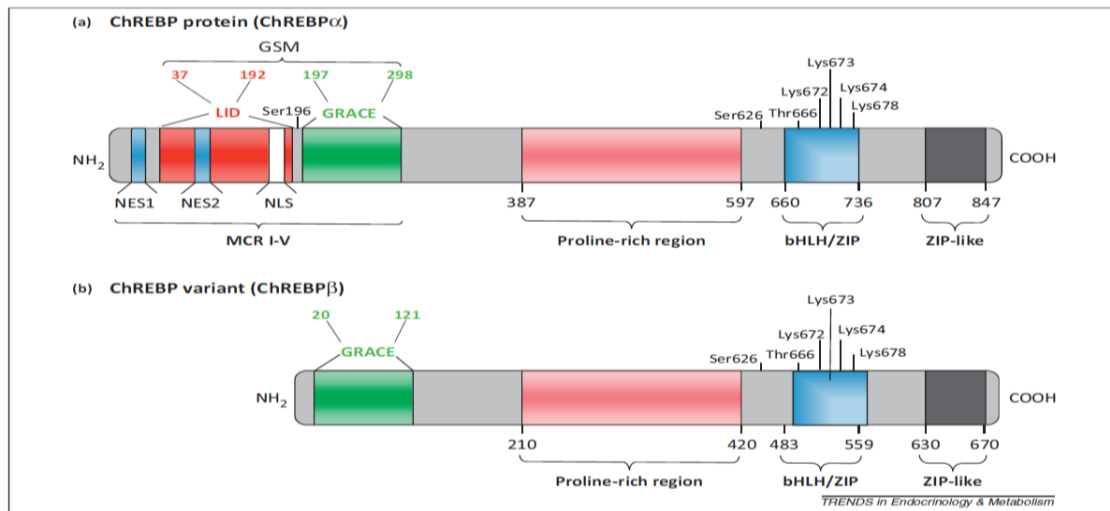 (a) ChREBP protein (ChREBPα)
GSM
37 192 197 298
LID Ser196 GRACE
Lys673
Lys672 Lys674
Ser626 Thr666 Lys678
NH2 COOH
NES1 NES2 NLS
387 597 660 736 807 847
MCR I-V Proline-rich region bHLH/ZIP ZIP-like
(b) ChREBP variant (ChREBPβ)
20 121
GRACE
Lys673
Lys672 Lys674
Ser626 Thr666 Lys678
NH2 COOH
210 420 483 559 630 670
Proline-rich region bHLH/ZIP ZIP-like
TRENDS in Endocrinology & Metabolism